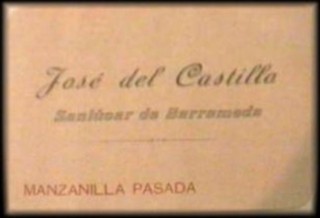 José del Castillo
Sanlúcar de Barrameda
MANZANILLA PASADA